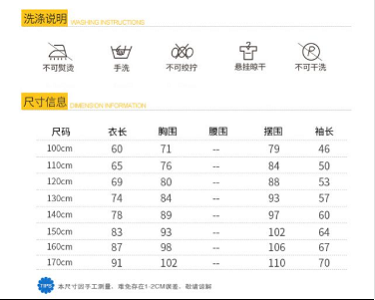 洗涤说明 WASHING INSTRUCTIONS
不可熨烫 手洗 不可绞拧 悬挂晾干 不可干洗
尺寸信息 DIMENSION INFORMATION
尺码 衣长 胸围 腰围 摆围 袖长
100cm 60 71 -- 79 46
110cm 65 76 -- 84 50
120cm 69 80 -- 88 53
130cm 74 84 -- 93 57
140cm 78 89 -- 97 60
150cm 83 93 -- 102 64
160cm 87 98 -- 106 67
170cm 91 102 -- 110 70
TIPS 本尺寸因手工测量，难免存在1-2CM误差，敬请谅解